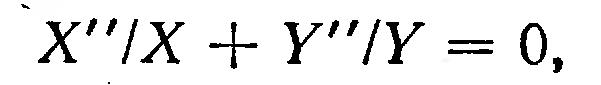 X''/X + Y''/Y = 0,